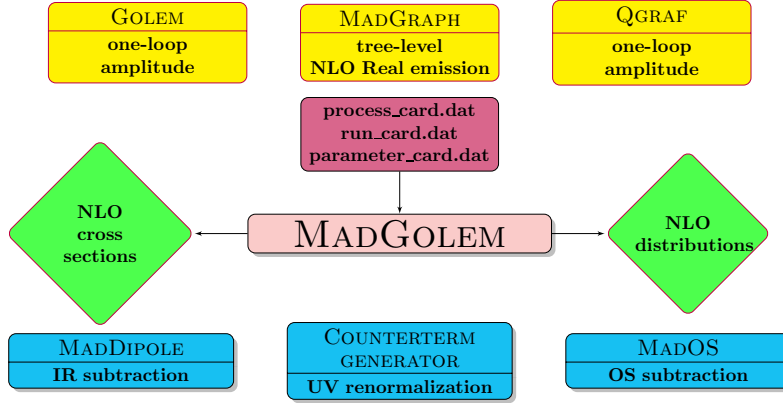 GOLEM
one-loop
amplitude
MADGRAPH
tree-level
NLO Real emission
QGRAF
one-loop
amplitude
process_card.dat
run_card.dat
parameter_card.dat
NLO
cross
sections
MADGOLEM
NLO
distributions
MADDIPOLE
IR subtraction
COUNTERTERM
GENERATOR
UV renormalization
MADOS
OS subtraction